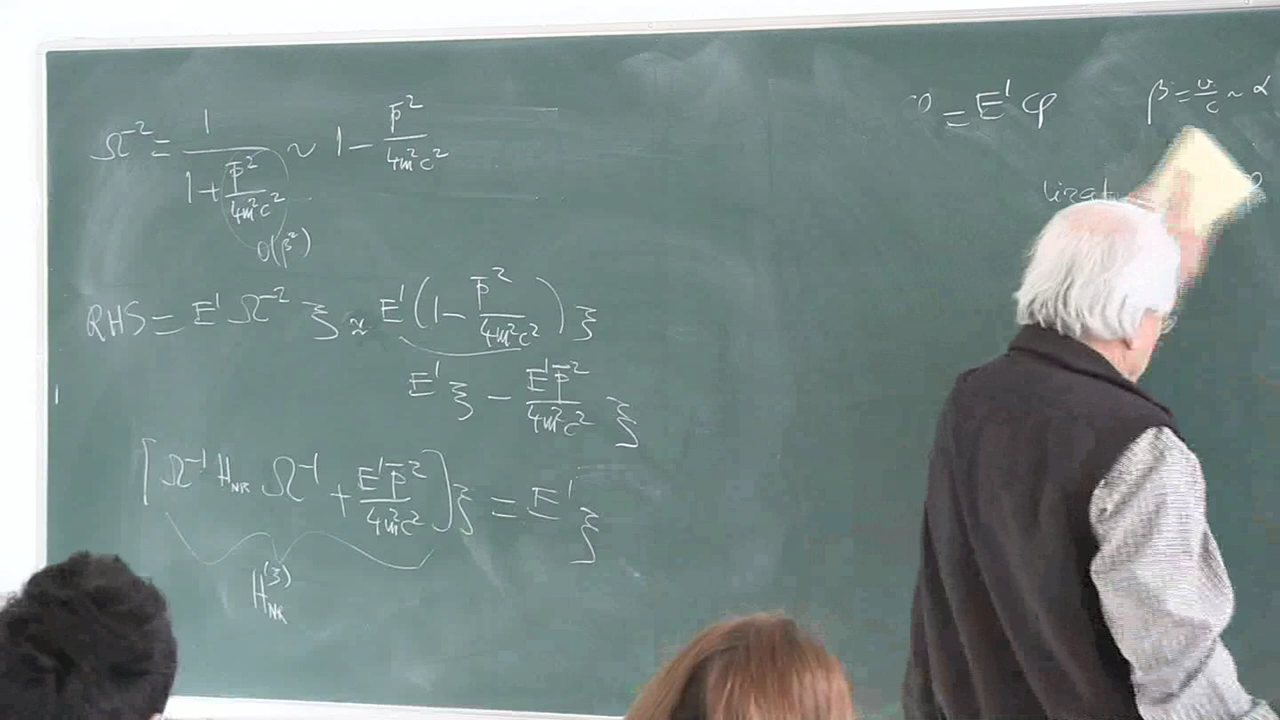 Ω⁻² = 1 / (1 + p̄²/4m²c²) ~ 1 − p̄²/4m²c²
O(β²)
RHS = E' Ω⁻² ξ ≈ E' (1 − p̄²/4m²c²) ξ
E' ξ − E' p̄²/4m²c² ξ
[Ω⁻¹ H_NR Ω⁻¹ + E' p̄²/4m²c²] ξ = E' ξ
H_NR^(3)
φ = E' φ
β = v/c ~ α